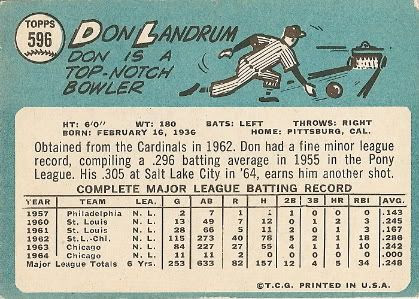 TOPPS
596
DON LANDRUM
DON IS A
TOP-NOTCH
BOWLER
HT: 6'0" WT: 180 BATS: LEFT THROWS: RIGHT
BORN: FEBRUARY 16, 1936 HOME: PITTSBURG, CAL.
Obtained from the Cardinals in 1962. Don had a fine minor league
record, compiling a .296 batting average in 1955 in the Pony
League. His .305 at Salt Lake City in '64, earns him another shot.
COMPLETE MAJOR LEAGUE BATTING RECORD
YEAR TEAM LEA. G AB R H 2B 3B HR RBI AVG.
1957 Philadelphia N. L. 2 7 1 1 1 0 0 0 .143
1960 St. Louis N. L. 13 49 7 12 0 1 2 3 .245
1961 St. Louis N. L. 28 66 5 11 2 0 1 3 .167
1962 St.L.-Chi. N. L. 115 273 40 78 5 2 1 18 .286
1963 Chicago N. L. 84 227 27 55 4 1 1 10 .242
1964 Chicago N. L. 11 11 2 0 0 0 0 0 .000
Major League Totals 6 Yrs. 253 633 82 157 12 4 5 34 .248
©T.C.G. PRINTED IN U.S.A.